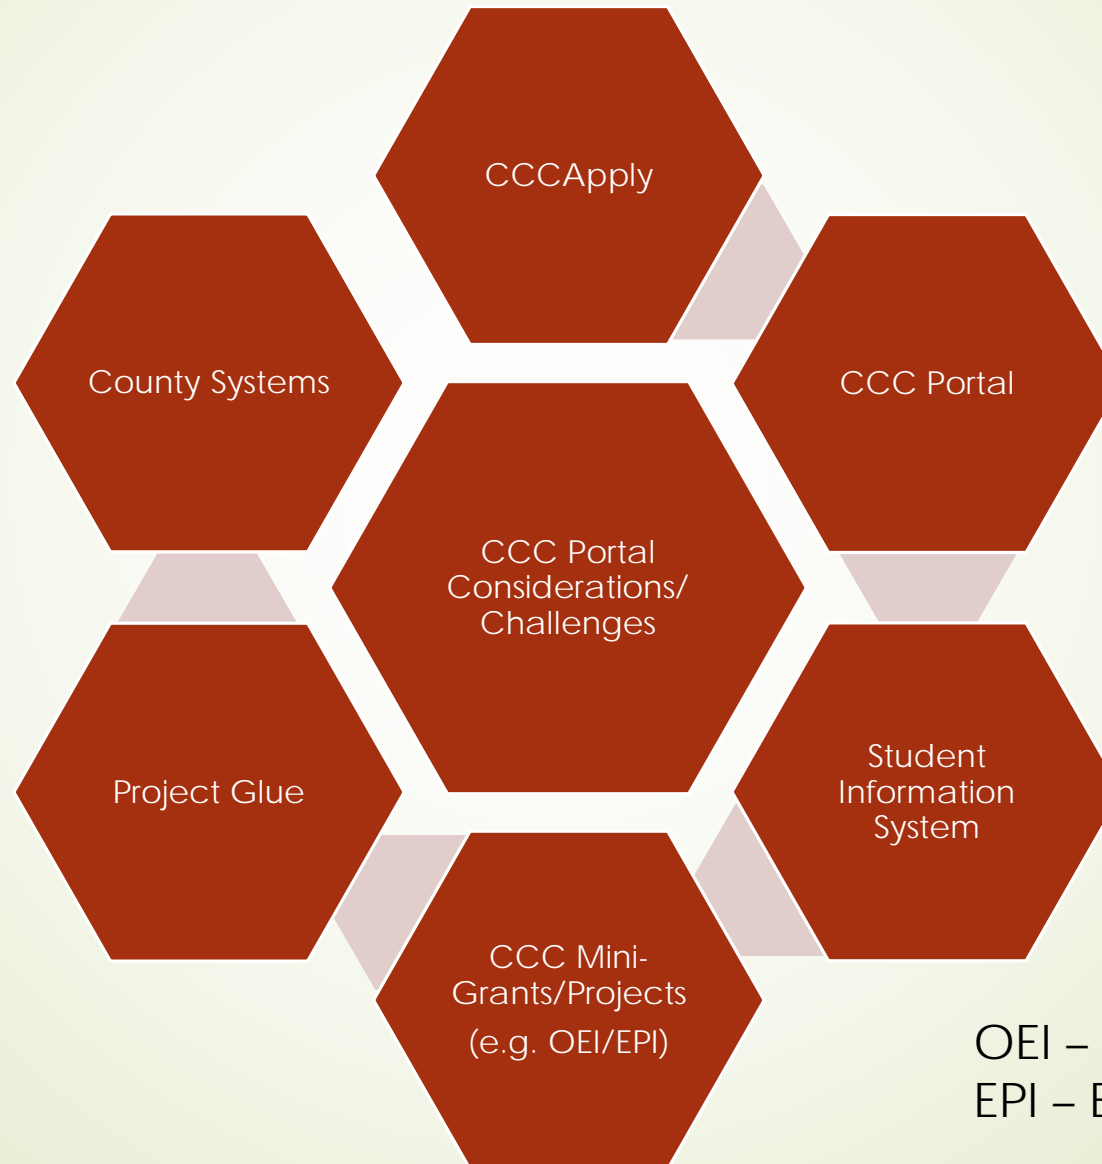 CCCApply
County Systems
CCC Portal
CCC Portal
Considerations/
Challenges
Project Glue
Student
Information
System
CCC Mini-
Grants/Projects
(e.g. OEI/EPI)
OEI –
EPI –